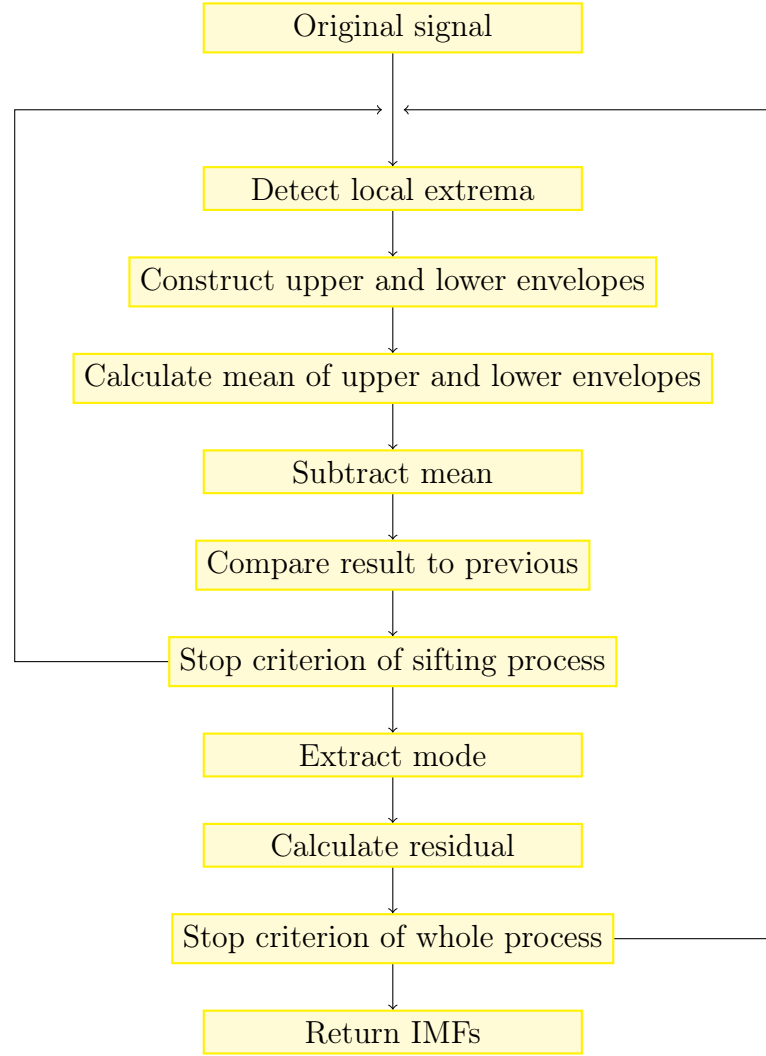 Original signal
Detect local extrema
Construct upper and lower envelopes
Calculate mean of upper and lower envelopes
Subtract mean
Compare result to previous
Stop criterion of sifting process
Extract mode
Calculate residual
Stop criterion of whole process
Return IMFs